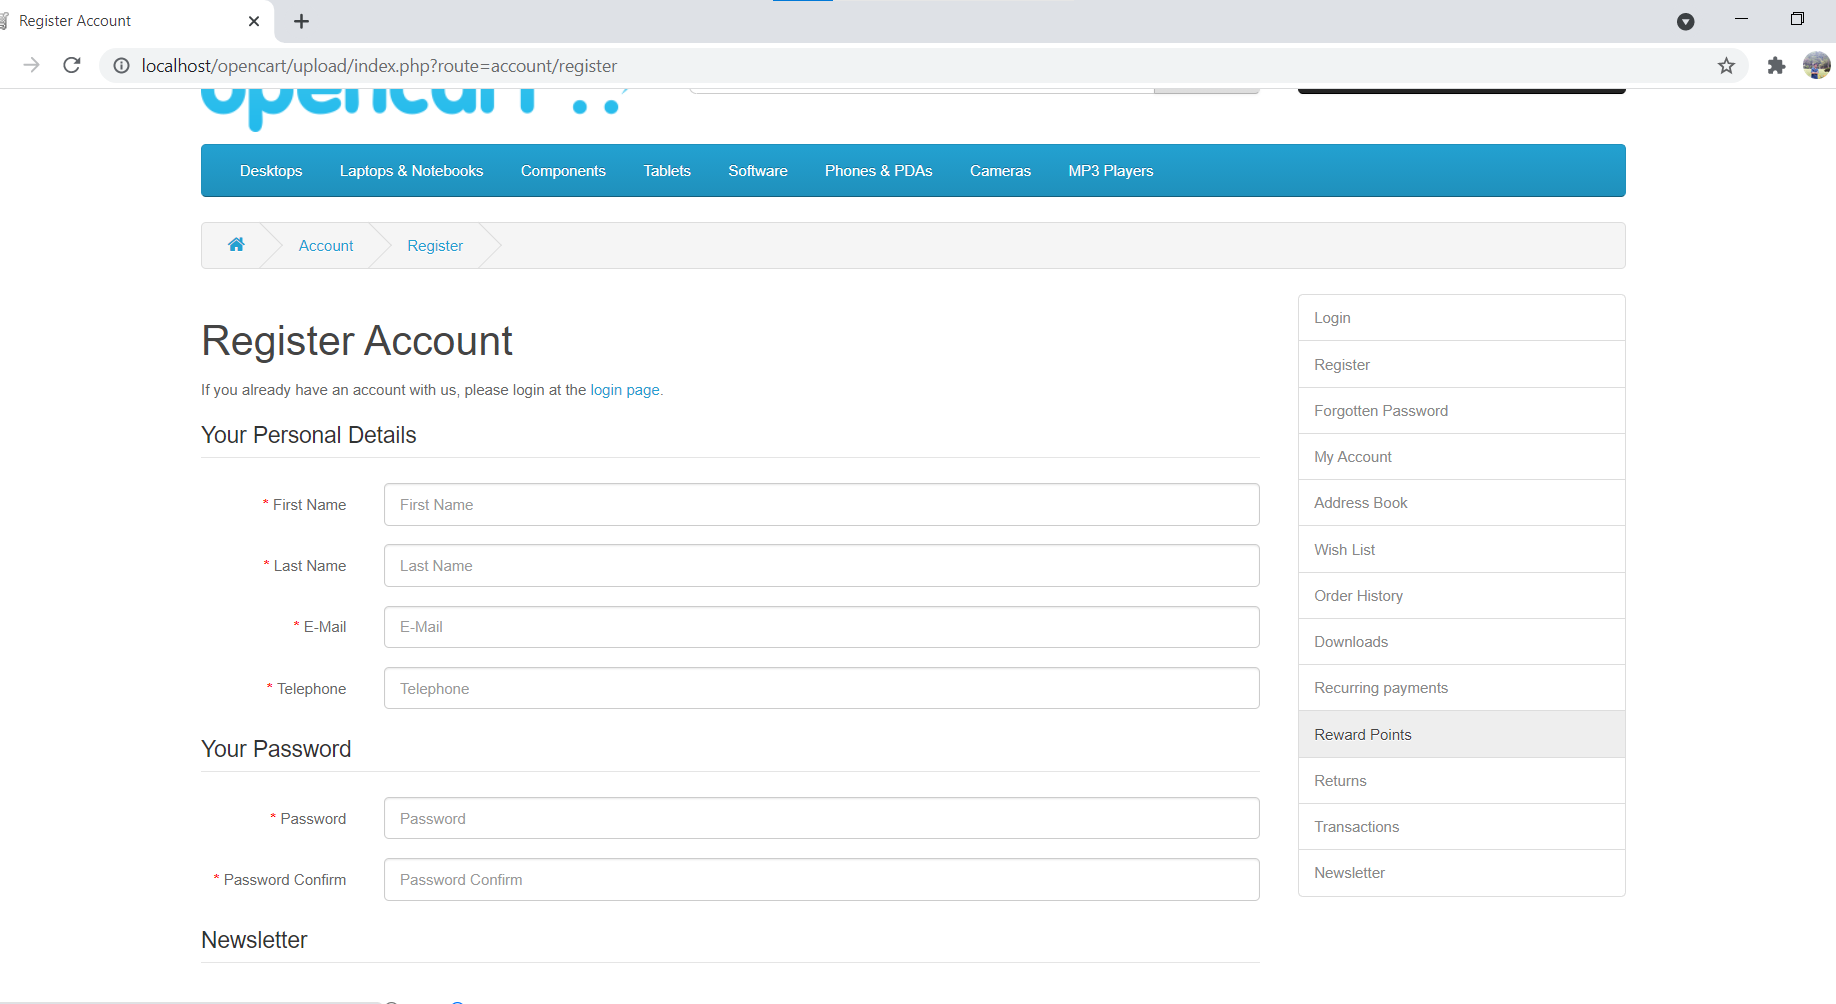 Register Account
localhost/opencart/upload/index.php?route=account/register
opencart
Desktops Laptops & Notebooks Components Tablets Software Phones & PDAs Cameras MP3 Players
Account Register
Register Account
If you already have an account with us, please login at the login page.
Your Personal Details
* First Name First Name
* Last Name Last Name
* E-Mail E-Mail
* Telephone Telephone
Your Password
* Password Password
* Password Confirm Password Confirm
Newsletter
Login
Register
Forgotten Password
My Account
Address Book
Wish List
Order History
Downloads
Recurring payments
Reward Points
Returns
Transactions
Newsletter